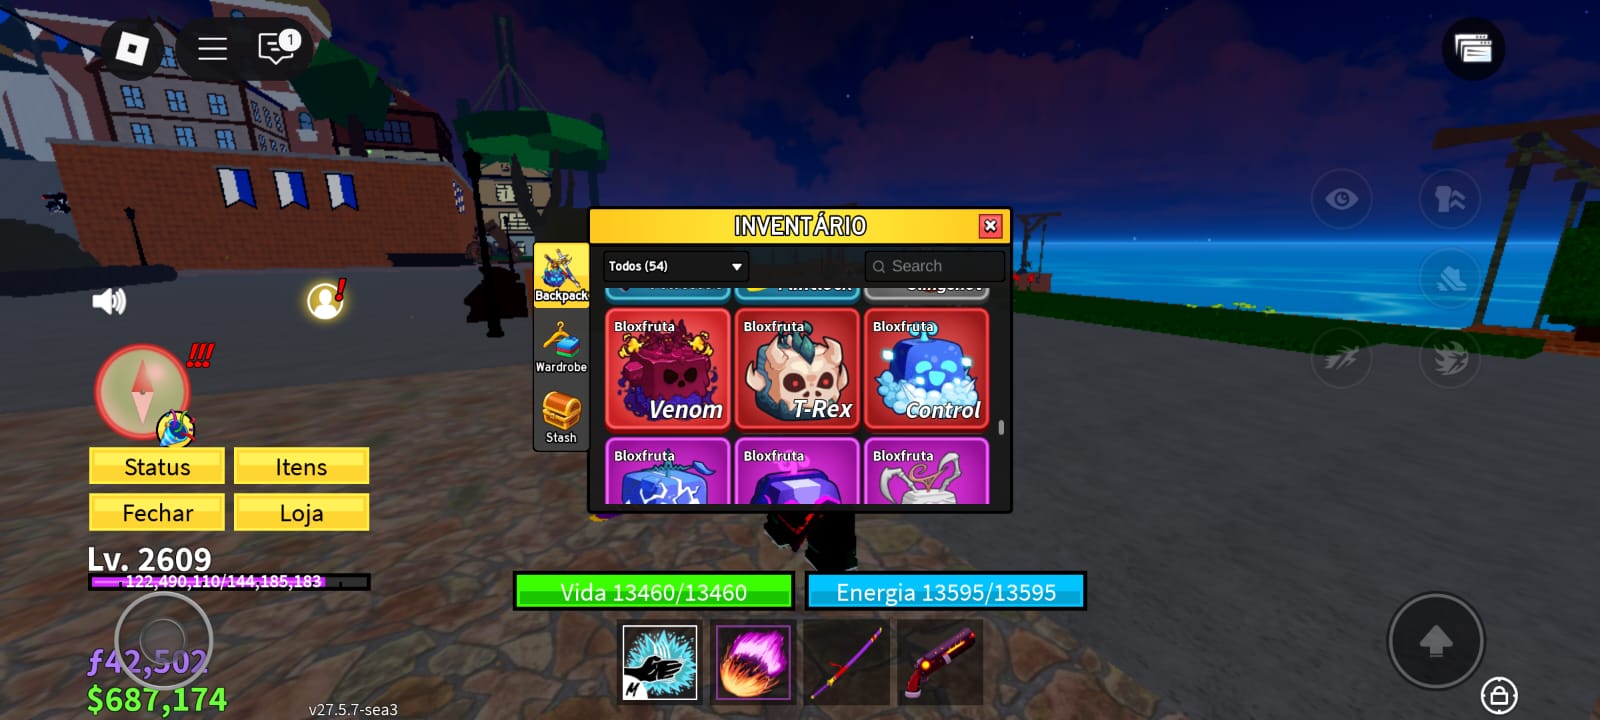 1
INVENTÁRIO
Todos (54)
Search
Backpack
Wardrobe
Stash
Bloxfruta
Venom
Bloxfruta
T-Rex
Bloxfruta
Control
Bloxfruta
Bloxfruta
Bloxfruta
!
!!!
Status
Itens
Fechar
Loja
Lv. 2609
122,490,110/144,185,183
ƒ42,502
$687,174
v27.5.7-sea3
Vida 13460/13460
Energia 13595/13595
M